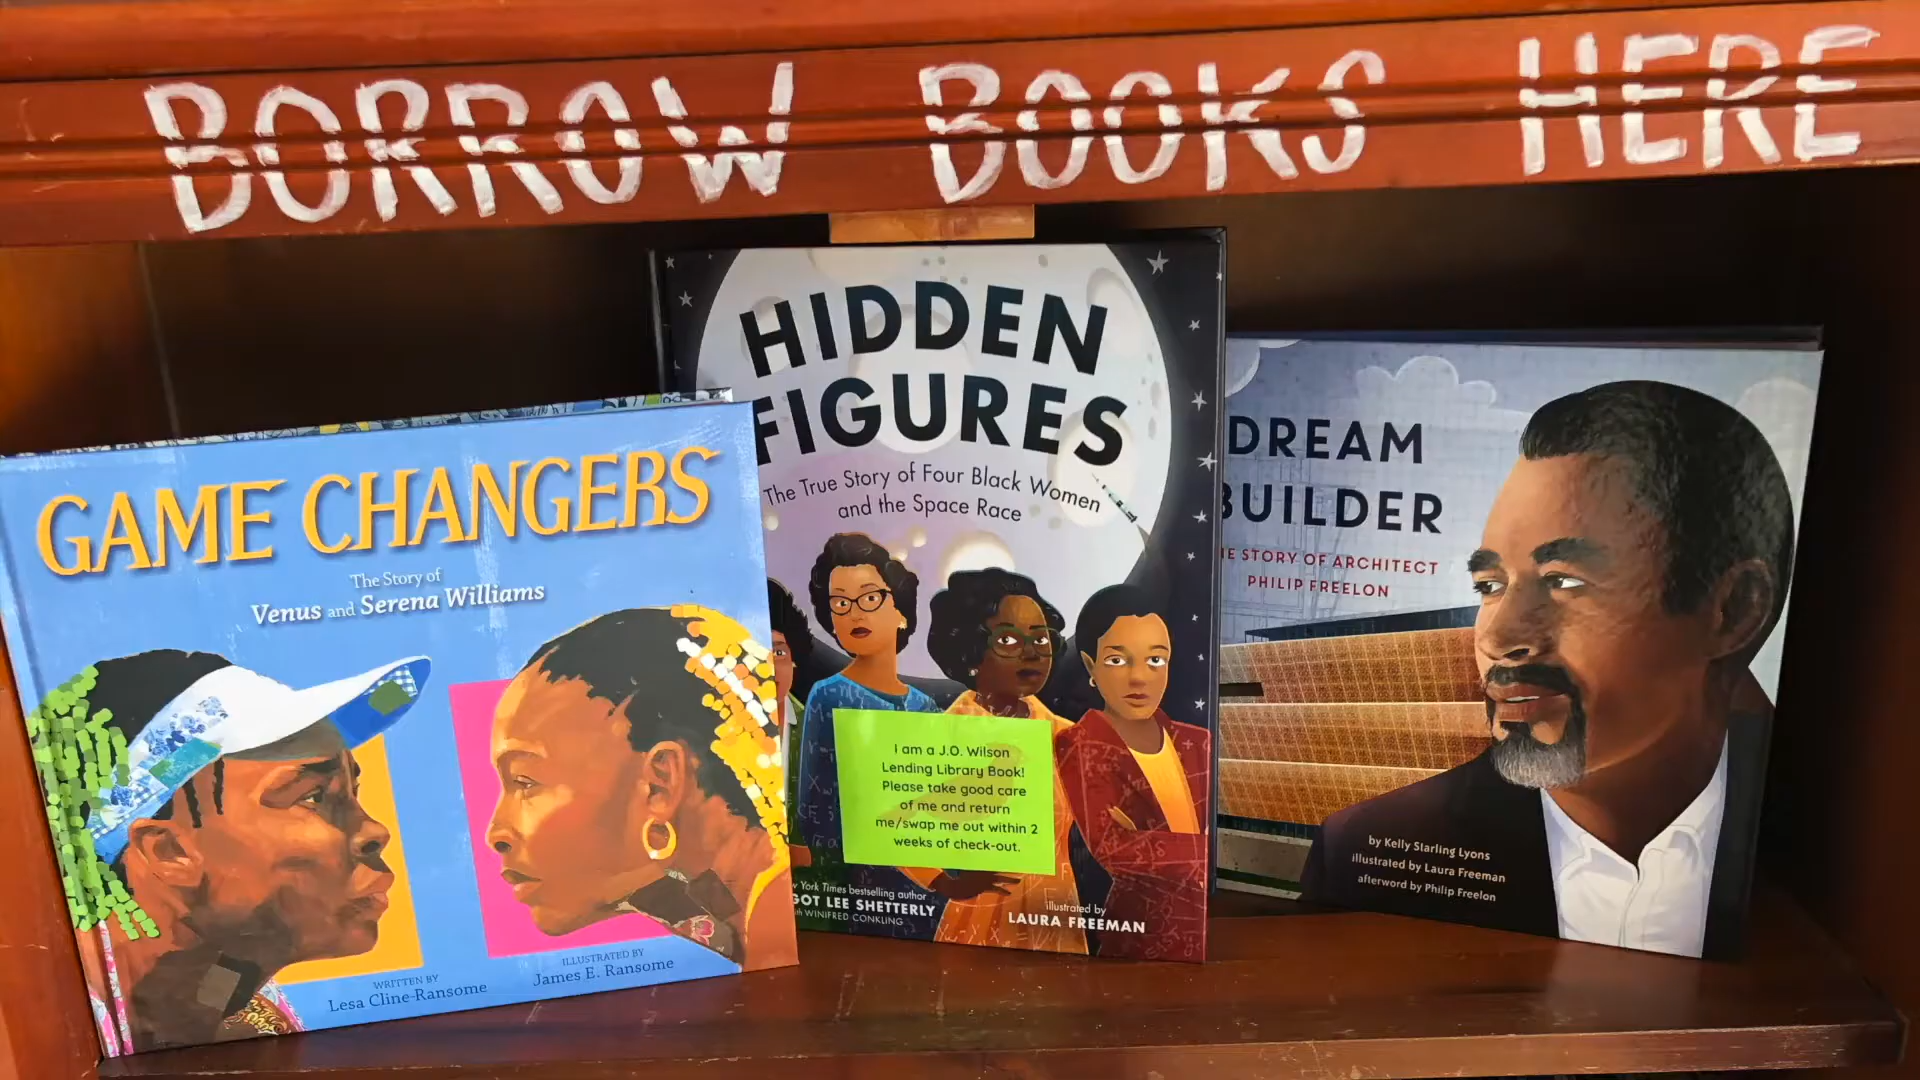 BORROW BOOKS HERE
GAME CHANGERS
The Story of
Venus and Serena Williams
WRITTEN BY
Lesa Cline-Ransome
ILLUSTRATED BY
James E. Ransome
HIDDEN
FIGURES
The True Story of Four Black Women
and the Space Race
I am a J.O. Wilson
Lending Library Book!
Please take good care
of me and return
me/swap me out within 2
weeks of check-out.
York Times bestselling author
LEE SHETTERLY
WINIFRED CONKLING
illustrated by
LAURA FREEMAN
DREAM
BUILDER
STORY OF ARCHITECT
PHILIP FREELON
by Kelly Starling Lyons
illustrated by Laura Freeman
afterword by Philip Freelon